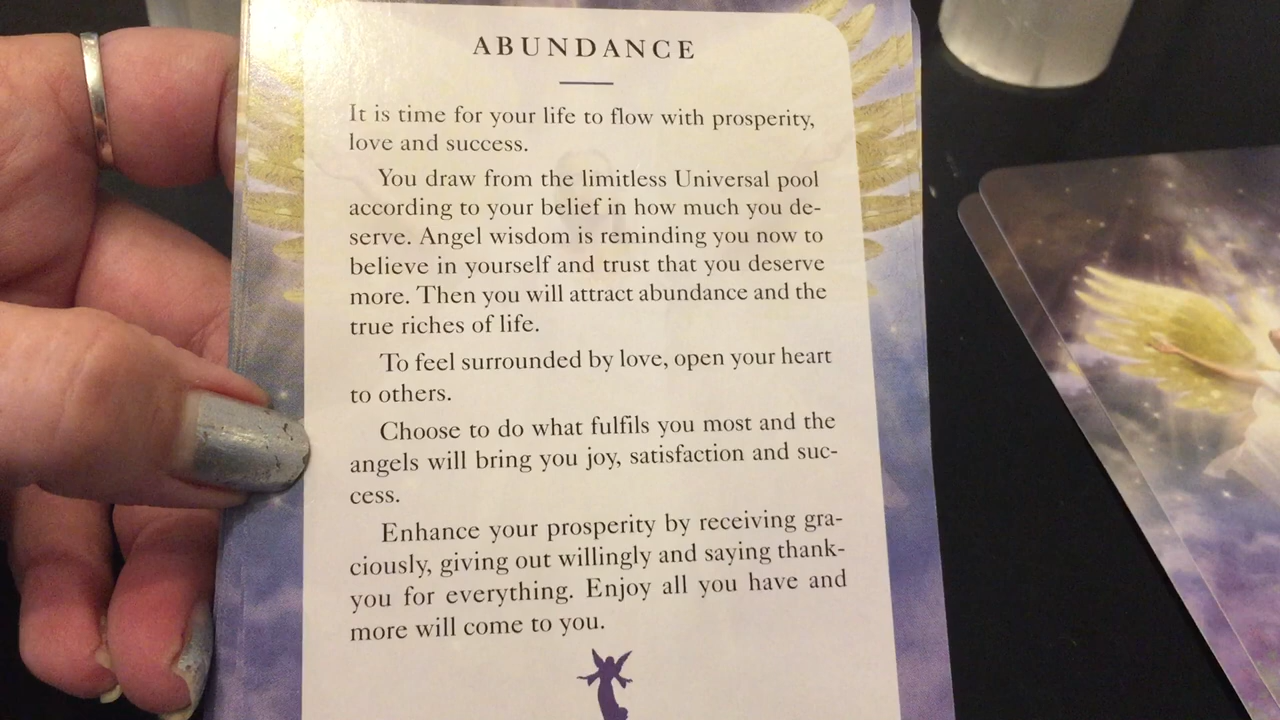 ABUNDANCE
It is time for your life to flow with prosperity,
love and success.
You draw from the limitless Universal pool
according to your belief in how much you de-
serve. Angel wisdom is reminding you now to
believe in yourself and trust that you deserve
more. Then you will attract abundance and the
true riches of life.
To feel surrounded by love, open your heart
to others.
Choose to do what fulfils you most and the
angels will bring you joy, satisfaction and suc-
cess.
Enhance your prosperity by receiving gra-
ciously, giving out willingly and saying thank-
you for everything. Enjoy all you have and
more will come to you.